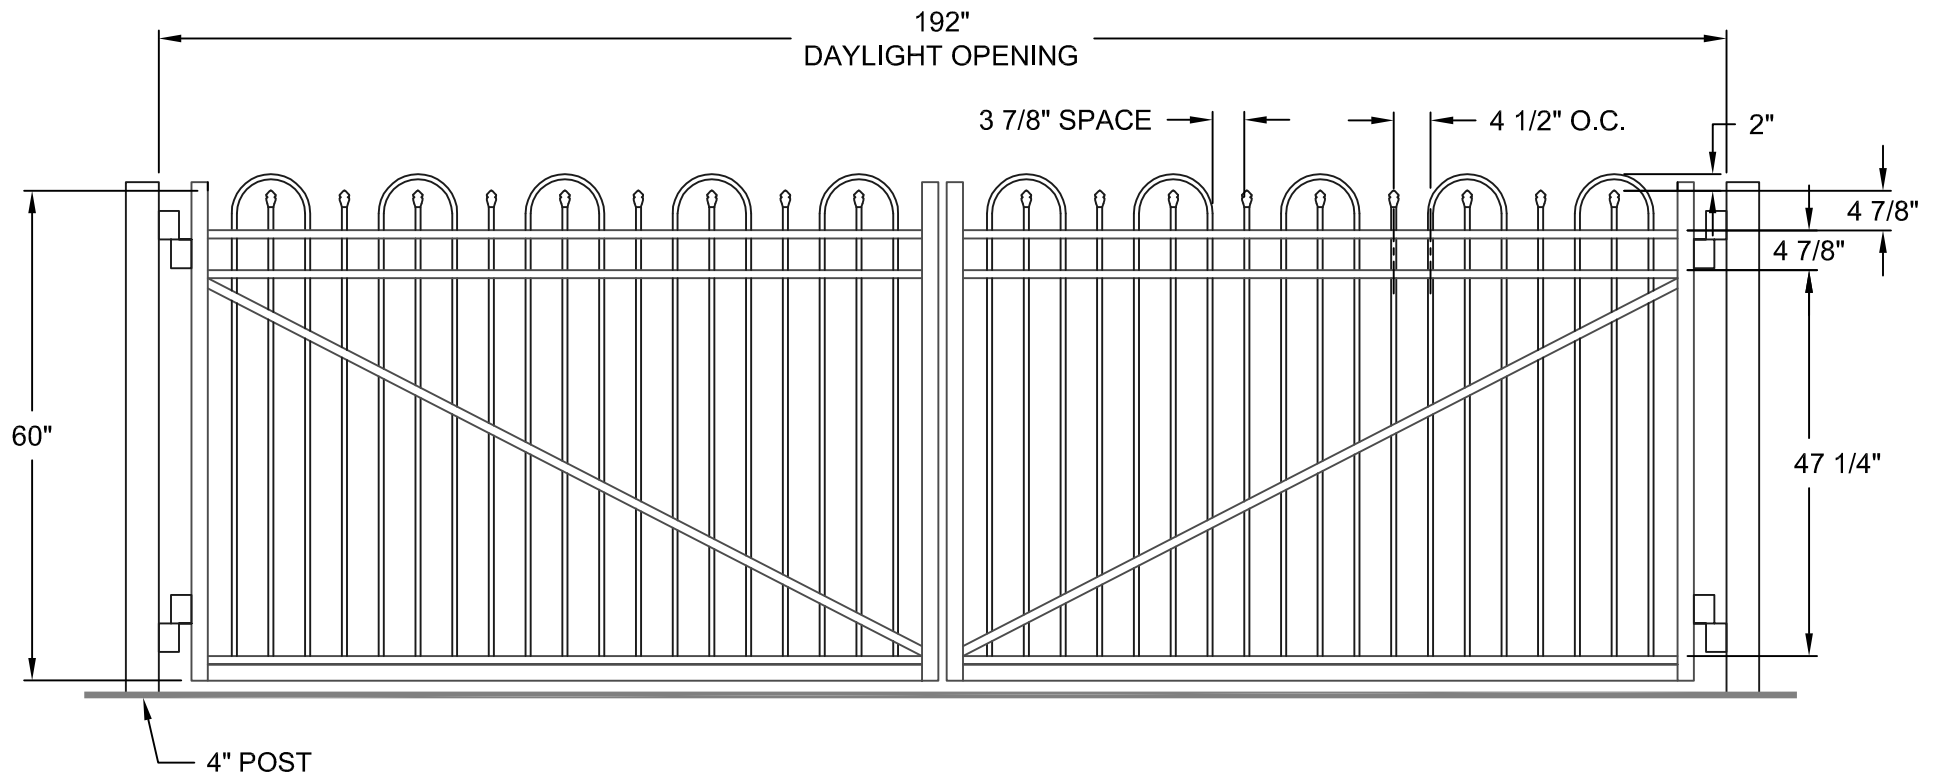 192"
DAYLIGHT OPENING
3 7/8" SPACE
4 1/2" O.C.
2"
4 7/8"
4 7/8"
60"
47 1/4"
4" POST